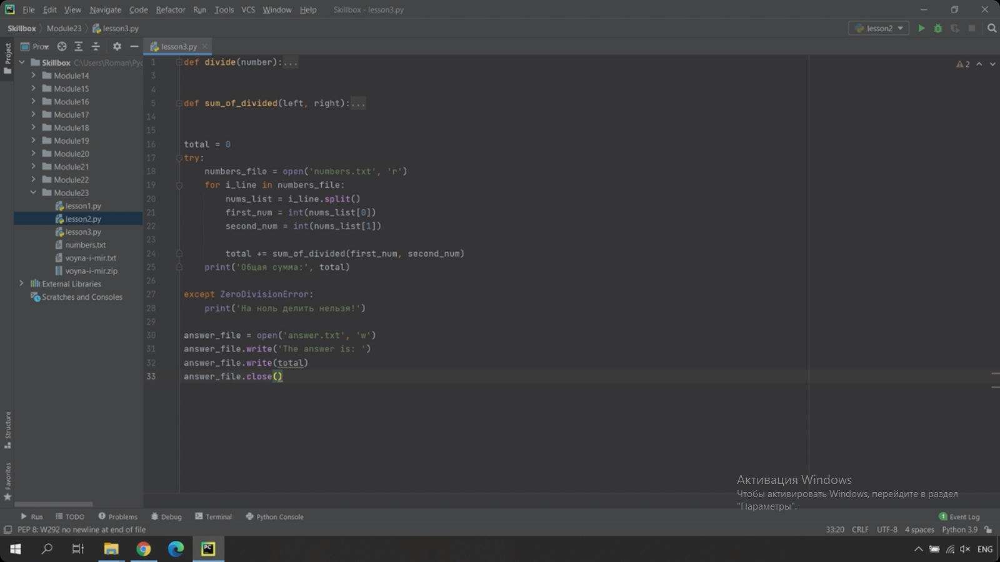 File Edit View Navigate Code Refactor Run Tools VCS Window Help Skillbox - lesson3.py
Skillbox Module23 lesson3.py lesson2
Project
Skillbox C:\Users\Roman\Pyc
Module14
Module15
Module16
Module17
Module18
Module19
Module20
Module21
Module22
Module23
lesson1.py
lesson2.py
lesson3.py
numbers.txt
voyna-i-mir.txt
voyna-i-mir.zip
External Libraries
Scratches and Consoles
Structure
Favorites
lesson3.py
2
1 def divide(number):...
3
4
5 def sum_of_divided(left, right):...
14
15
16 total = 0
17 try:
18 numbers_file = open('numbers.txt', 'r')
19 for i_line in numbers_file:
20 nums_list = i_line.split()
21 first_num = int(nums_list[0])
22 second_num = int(nums_list[1])
23
24 total += sum_of_divided(first_num, second_num)
25 print('Общая сумма:', total)
26
27 except ZeroDivisionError:
28 print('На ноль делить нельзя!')
29
30 answer_file = open('answer.txt', 'w')
31 answer_file.write('The answer is: ')
32 answer_file.write(total)
33 answer_file.close()
Активация Windows
Чтобы активировать Windows, перейдите в раздел
"Параметры".
Run TODO Problems Debug Terminal Python Console 1 Event Log
PEP 8: W292 no newline at end of file 33:20 CRLF UTF-8 4 spaces Python 3.9
PC ENG